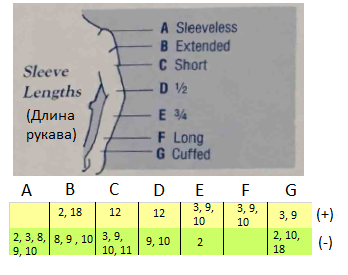 A Sleeveless
B Extended
C Short
D ½
E ¾
F Long
G Cuffed
Sleeve
Lengths
(Длина
рукава)
A B C D E F G
2, 18 12 12 3, 9, 10 3, 9, 10 3, 9 (+)
2, 3, 8, 9, 10 8, 9 , 10 3, 9, 10, 11 9, 10 2 2, 10, 18 (-)